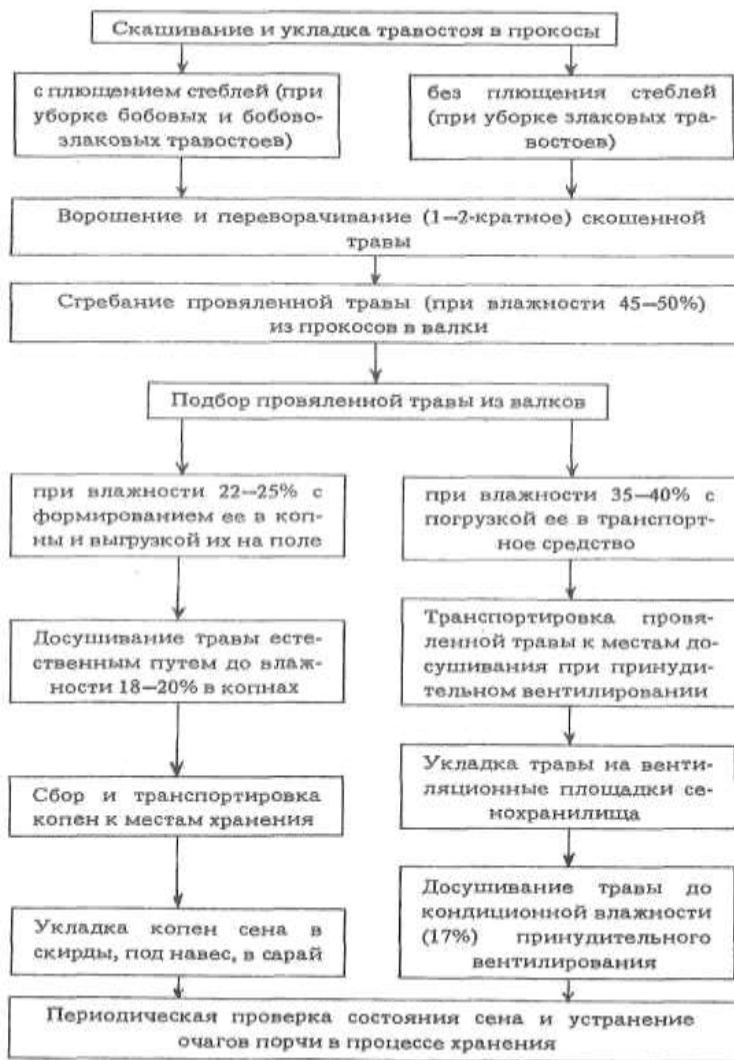 Скашивание и укладка травостоя в прокосы
с плющением стеблей (при
уборке бобовых и бобово-
злаковых травостоев)
без плющения стеблей
(при уборке злаковых тра-
востоев)
Ворошение и переворачивание (1—2-кратное) скошенной
травы
Сгребание провяленной травы (при влажности 45—50%)
из прокосов в валки
Подбор провяленной травы из валков
при влажности 22—25% с
формированием ее в коп-
ны и выгрузкой их на поле
при влажности 35—40% с
погрузкой ее в транспорт-
ное средство
Досушивание травы есте-
ственным путем до влаж-
ности 18—20% в копнах
Транспортировка провя-
ленной травы к местам до-
сушивания при принуди-
тельном вентилировании
Сбор и транспортировка
копен к местам хранения
Укладка травы на венти-
ляционные площадки се-
нохранилища
Укладка копен сена в
скирды, под навес, в сарай
Досушивание травы до
кондиционной влажности
(17%) принудительного
вентилирования
Периодическая проверка состояния сена и устранение
очагов порчи в процессе хранения